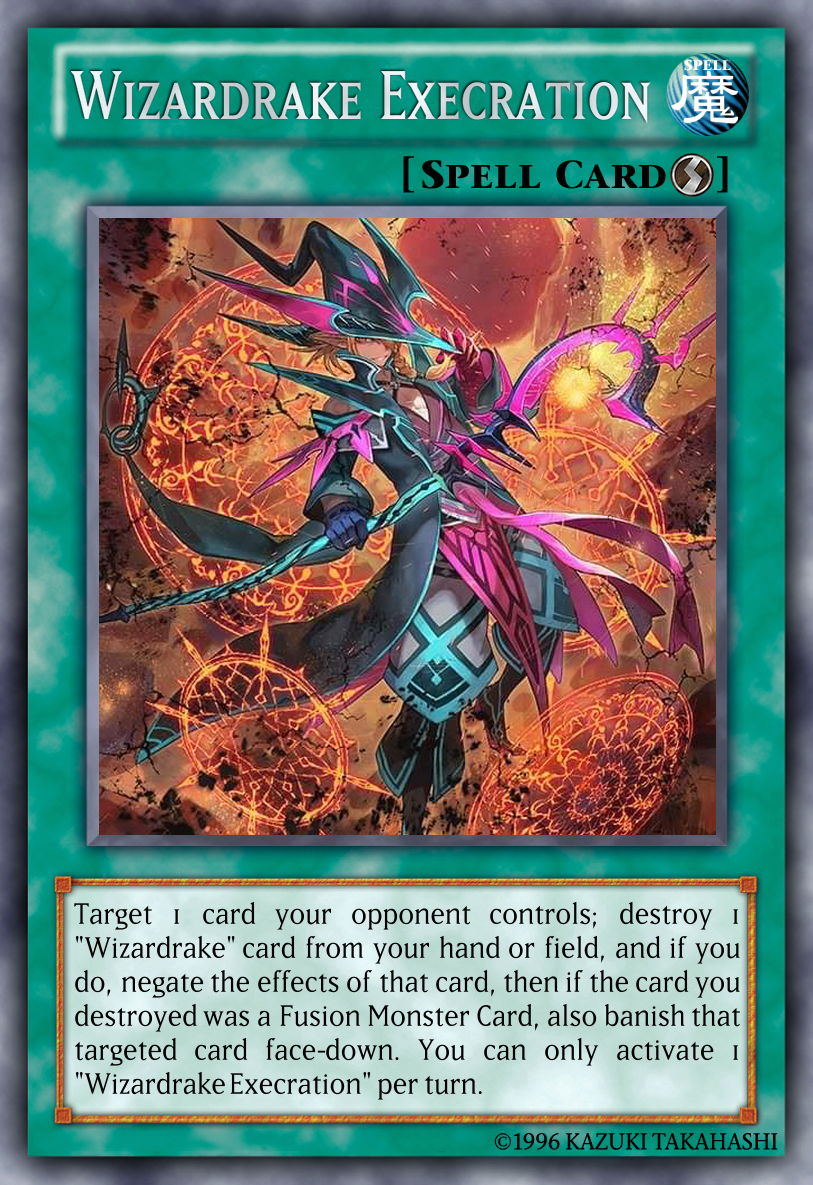 Wizardrake Execration
SPELL
魔
[Spell Card]
Target 1 card your opponent controls; destroy 1
"Wizardrake" card from your hand or field, and if you
do, negate the effects of that card, then if the card you
destroyed was a Fusion Monster Card, also banish that
targeted card face-down. You can only activate 1
"Wizardrake Execration" per turn.
©1996 KAZUKI TAKAHASHI